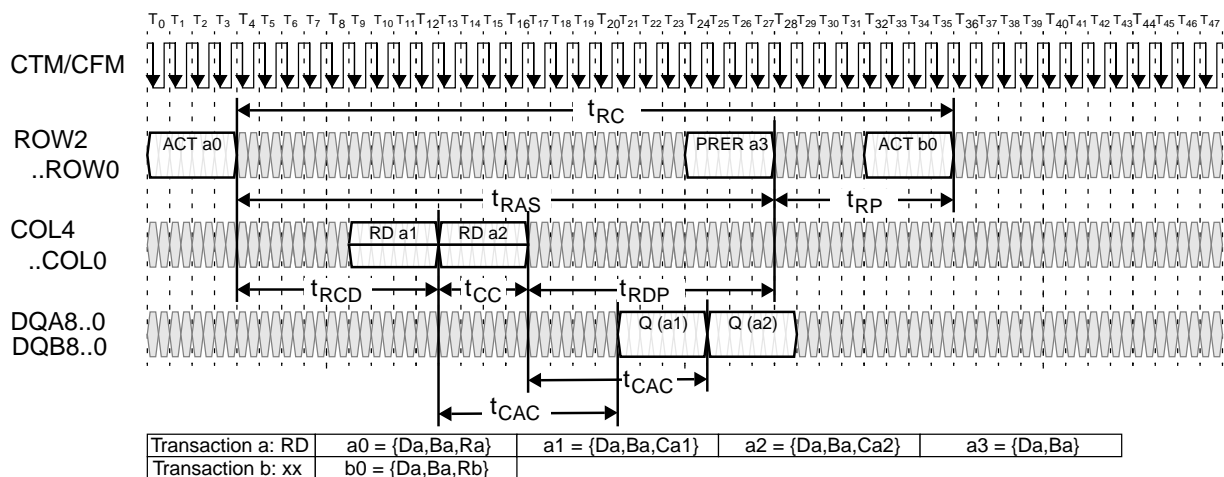 T0 T1 T2 T3 T4 T5 T6 T7 T8 T9 T10 T11 T12 T13 T14 T15 T16 T17 T18 T19 T20 T21 T22 T23 T24 T25 T26 T27 T28 T29 T30 T31 T32 T33 T34 T35 T36 T37 T38 T39 T40 T41 T42 T43 T44 T45 T46 T47
CTM/CFM
tRC
ROW2
..ROW0
ACT a0 PRER a3 ACT b0
tRAS tRP
COL4
..COL0
RD a1 RD a2
tRCD tCC tRDP
DQA8..0
DQB8..0
Q (a1) Q (a2)
tCAC
tCAC
Transaction a: RD a0 = {Da,Ba,Ra} a1 = {Da,Ba,Ca1} a2 = {Da,Ba,Ca2} a3 = {Da,Ba}
Transaction b: xx b0 = {Da,Ba,Rb}